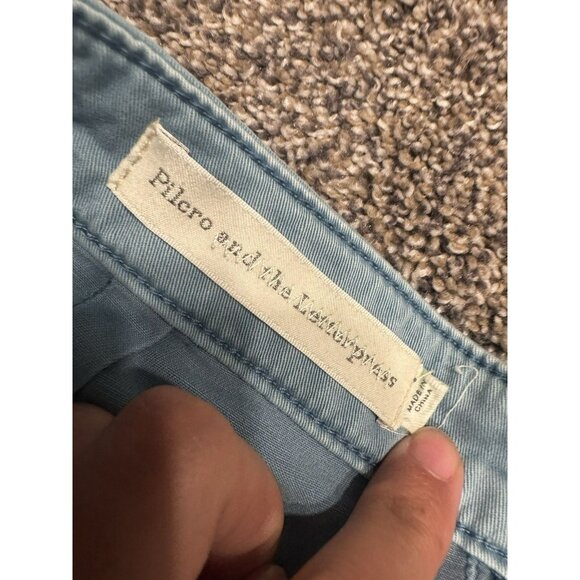 Pilcro and the Letterpress
MADE IN
CHINA